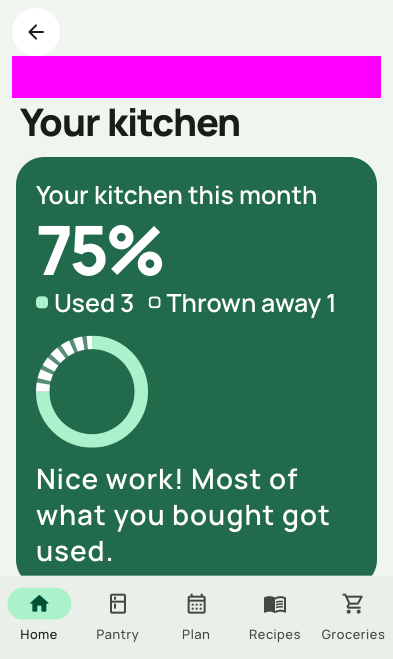 Your kitchen
Your kitchen this month
75%
Used 3 Thrown away 1
Nice work! Most of
what you bought got
used.
Home Pantry Plan Recipes Groceries